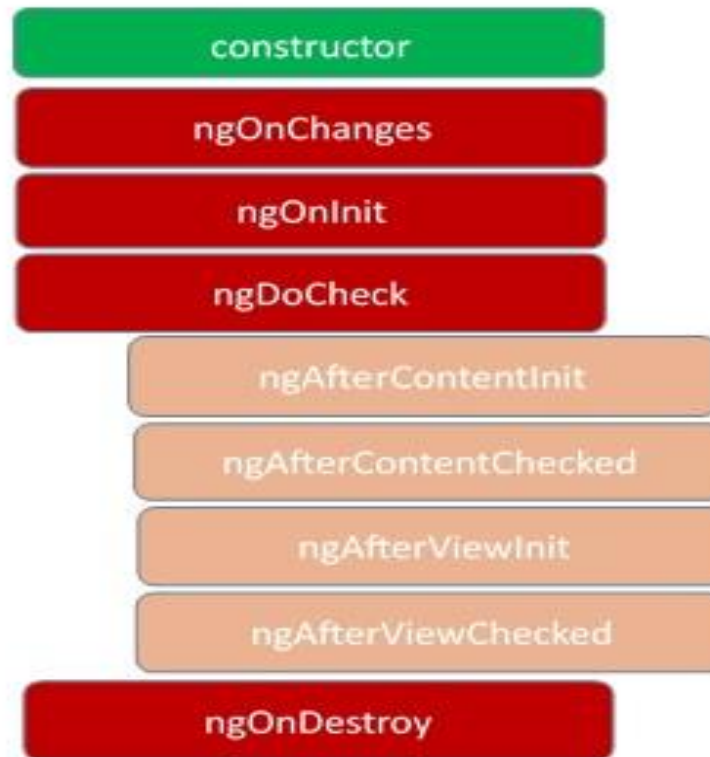 constructor
ngOnChanges
ngOnInit
ngDoCheck
ngAfterContentInit
ngAfterContentChecked
ngAfterViewInit
ngAfterViewChecked
ngOnDestroy